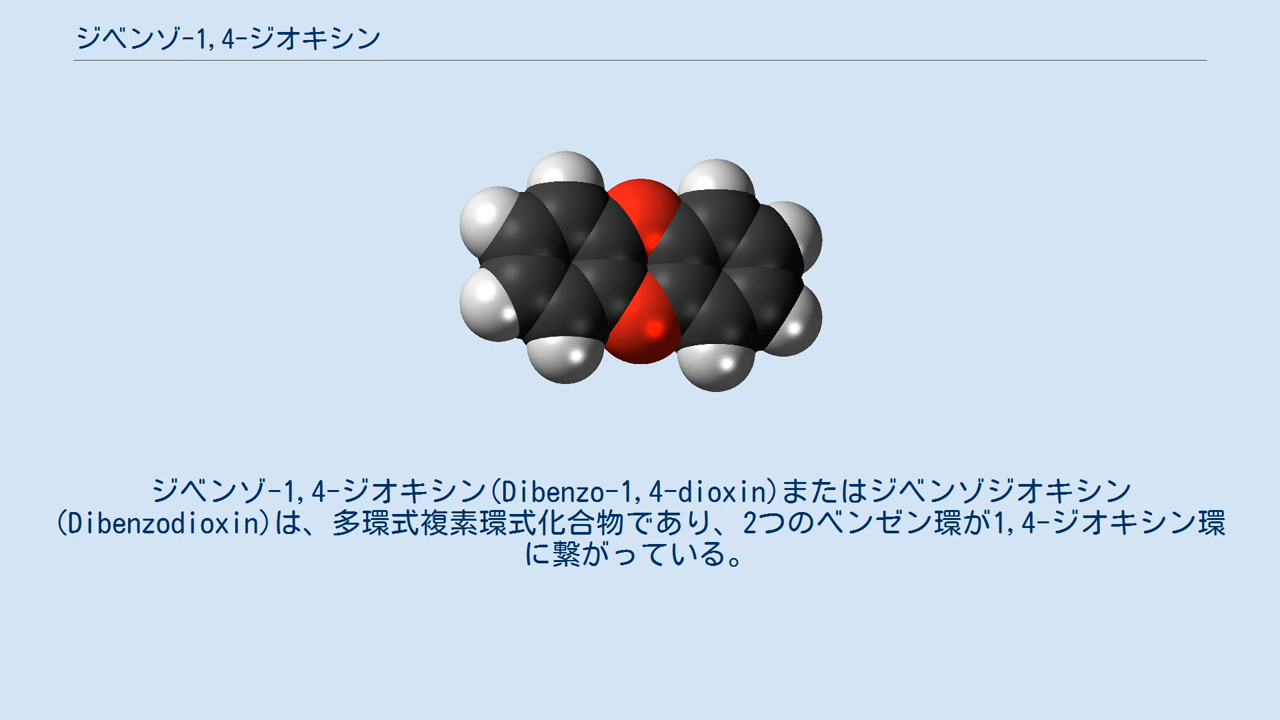 ジベンゾ-1,4-ジオキシン
ジベンゾ-1,4-ジオキシン(Dibenzo-1,4-dioxin)またはジベンゾジオキシン
(Dibenzodioxin)は、多環式複素環式化合物であり、2つのベンゼン環が1,4-ジオキシン環
に繋がっている。